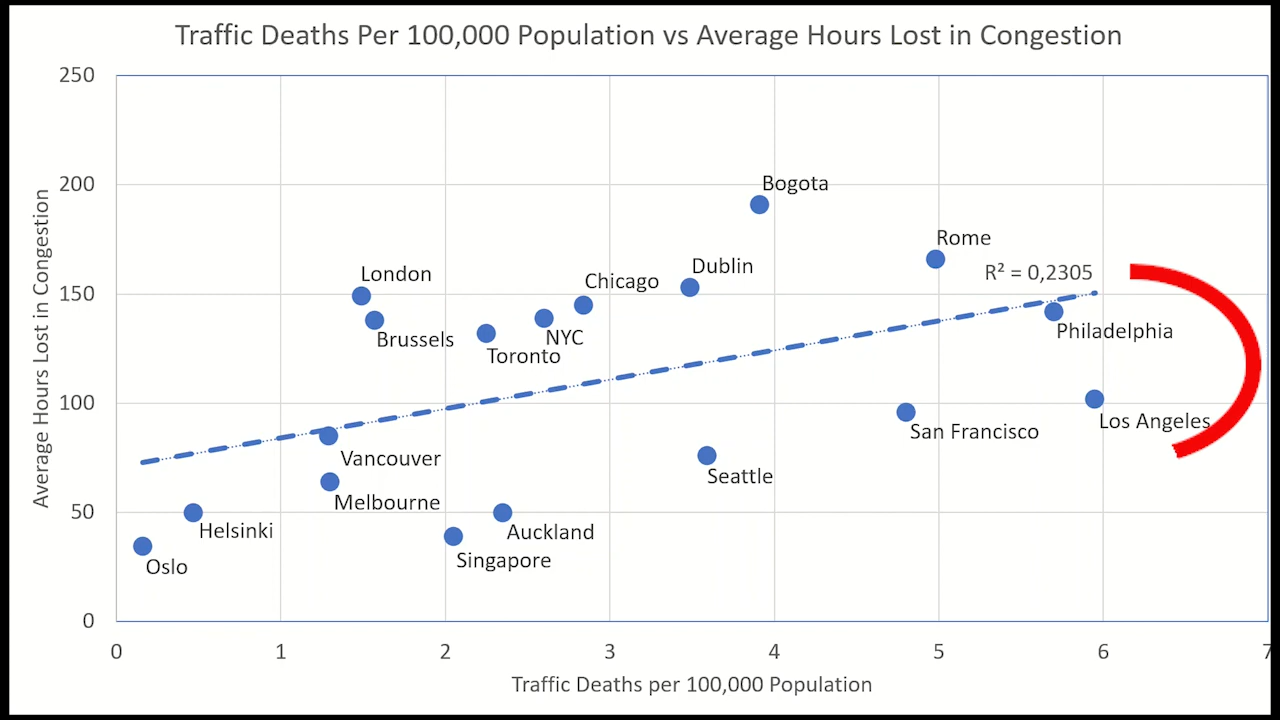 Traffic Deaths Per 100,000 Population vs Average Hours Lost in Congestion
250
200
150
100
50
0
Average Hours Lost in Congestion
Bogota
Rome
R² = 0,2305
London
Dublin
Chicago
Brussels
NYC
Toronto
Philadelphia
Los Angeles
San Francisco
Vancouver
Seattle
Melbourne
Helsinki
Auckland
Singapore
Oslo
0 1 2 3 4 5 6 7
Traffic Deaths per 100,000 Population